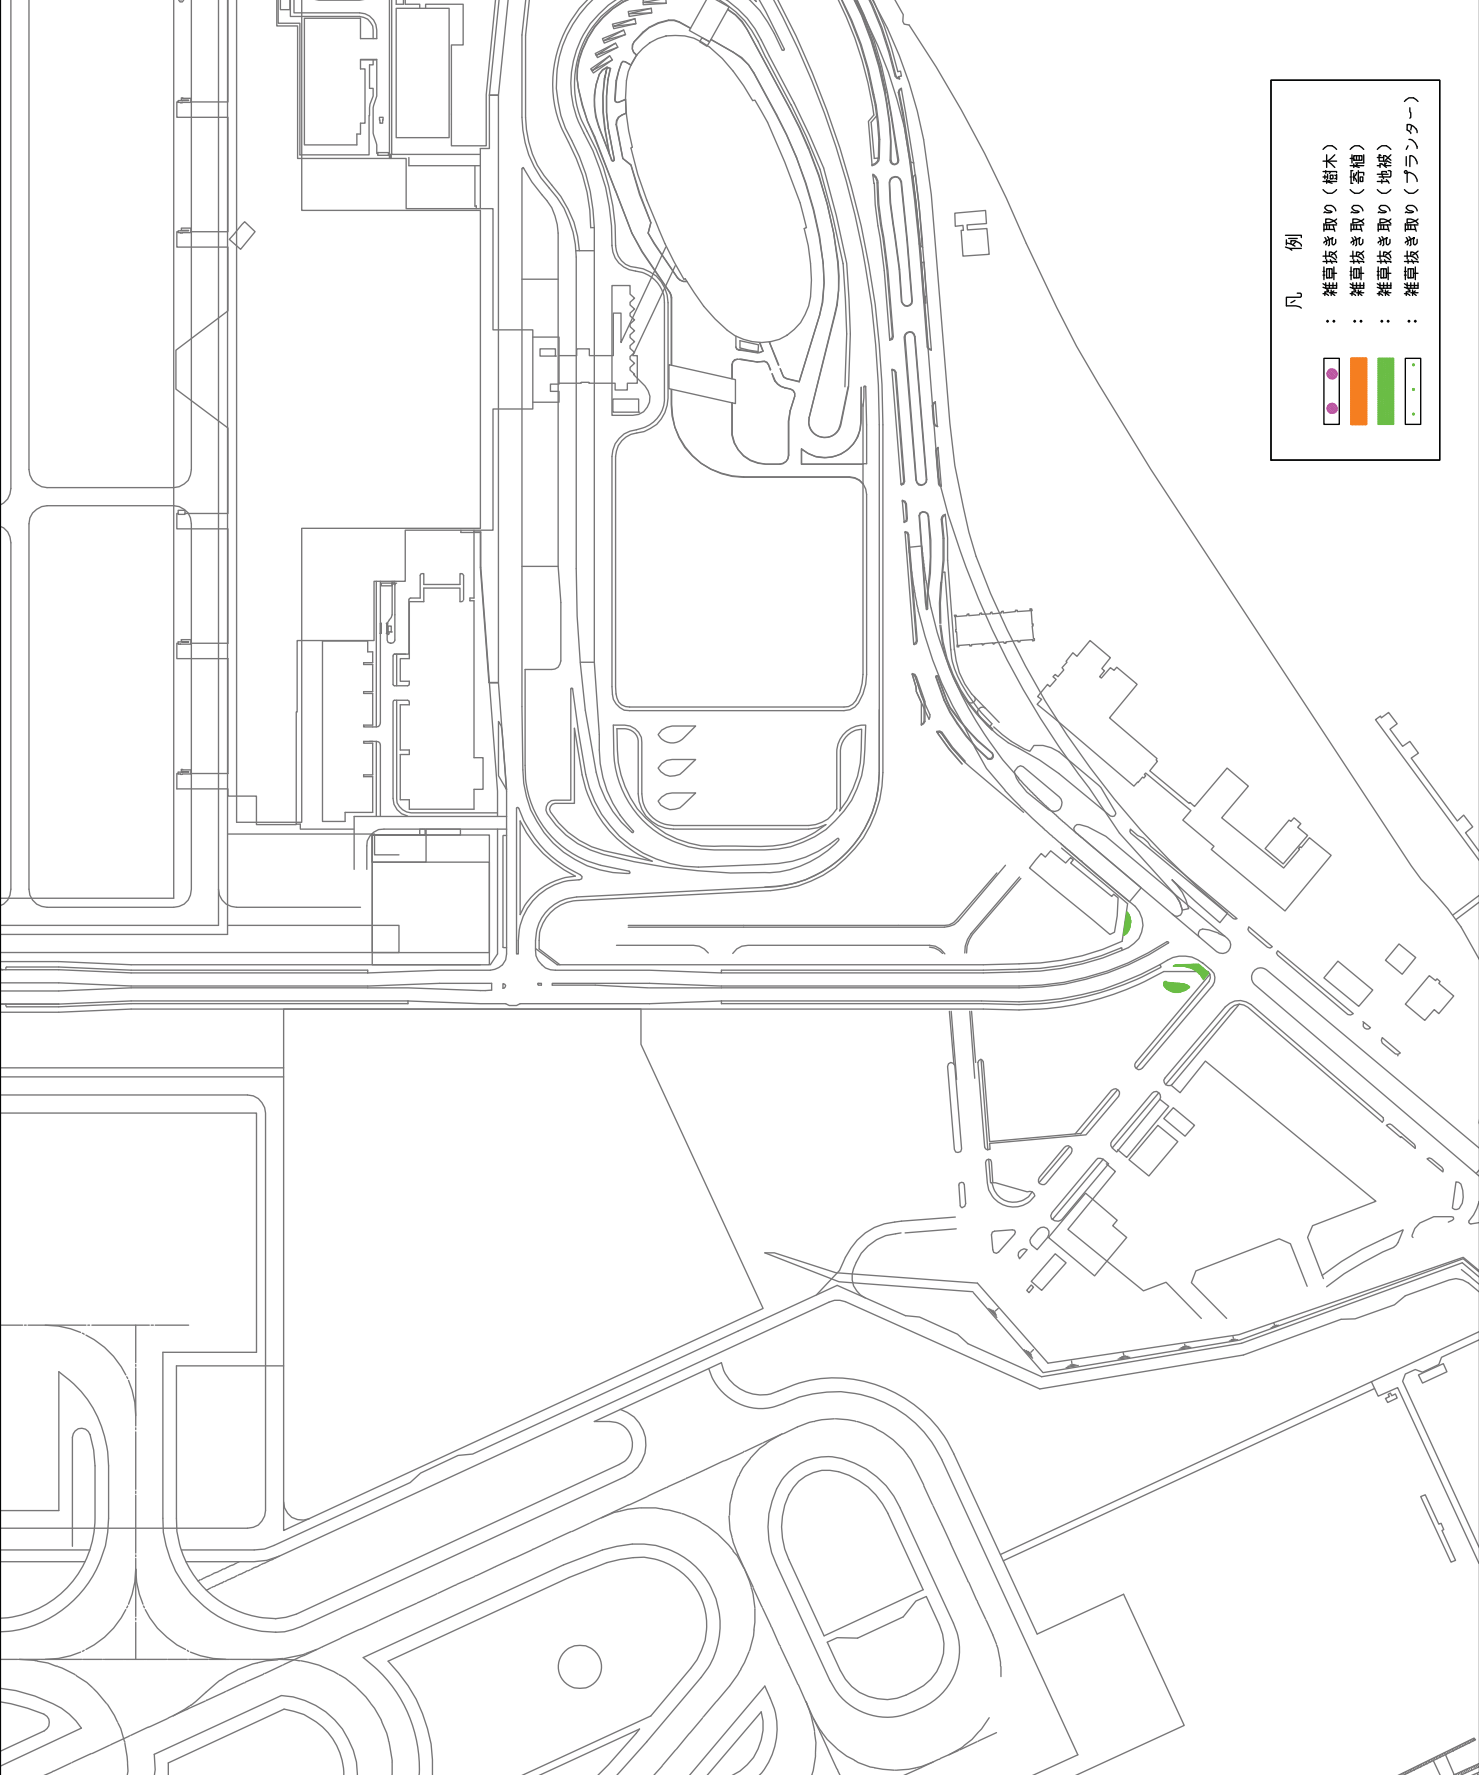 凡 例
: 雑草抜き取り（樹木）
: 雑草抜き取り（寄植）
: 雑草抜き取り（地被）
: 雑草抜き取り（プランター）